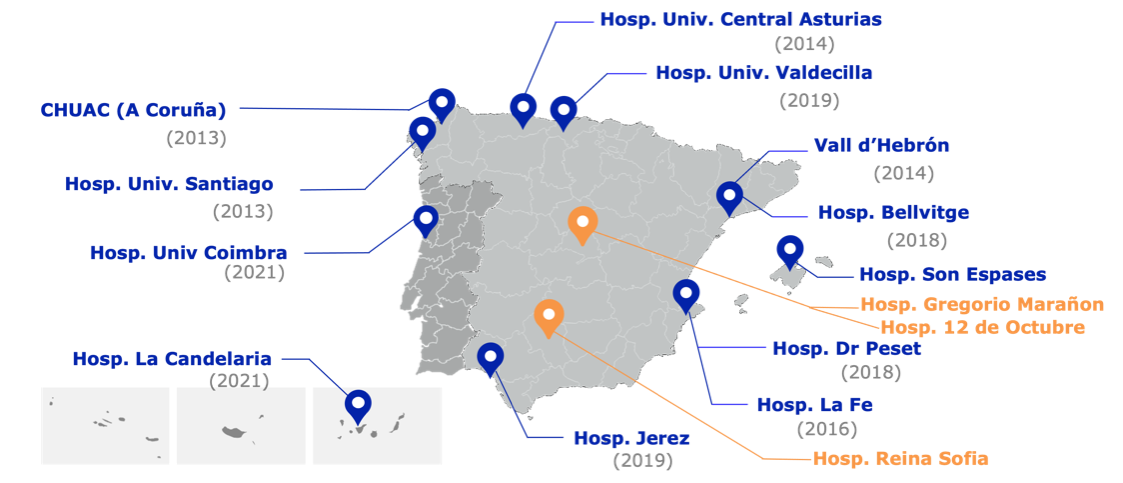 Hosp. Univ. Central Asturias
(2014)
Hosp. Univ. Valdecilla
(2019)
CHUAC (A Coruña)
(2013)
Vall d’Hebrón
(2014)
Hosp. Univ. Santiago
(2013)
Hosp. Bellvitge
(2018)
Hosp. Univ Coimbra
(2021)
Hosp. Son Espases
Hosp. Gregorio Marañon
Hosp. 12 de Octubre
Hosp. Dr Peset
(2018)
Hosp. La Candelaria
(2021)
Hosp. La Fe
(2016)
Hosp. Jerez
(2019)
Hosp. Reina Sofia